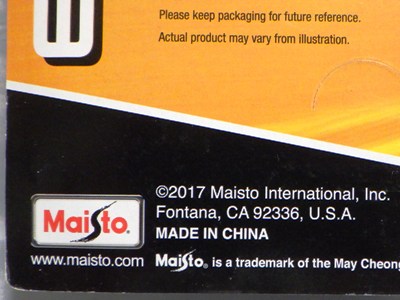 Please keep packaging for future reference.
Actual product may vary from illustration.
Maisto®
©2017 Maisto International, Inc.
Fontana, CA 92336, U.S.A.
MADE IN CHINA
www.maisto.com
Maisto® is a trademark of the May Cheong